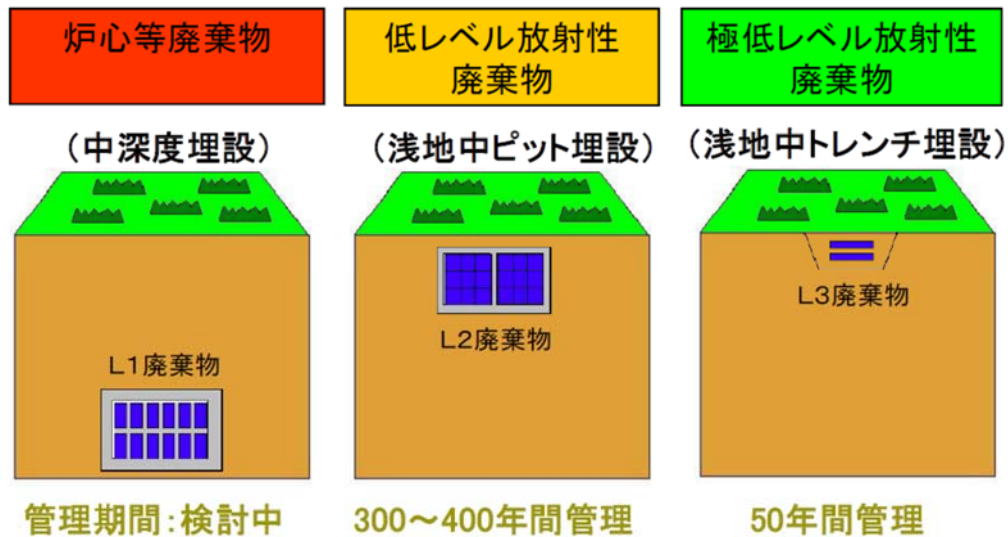 炉心等廃棄物
低レベル放射性
廃棄物
極低レベル放射性
廃棄物
（中深度埋設）
（浅地中ピット埋設）
（浅地中トレンチ埋設）
L1廃棄物
L2廃棄物
L3廃棄物
管理期間：検討中
300～400年間管理
50年間管理